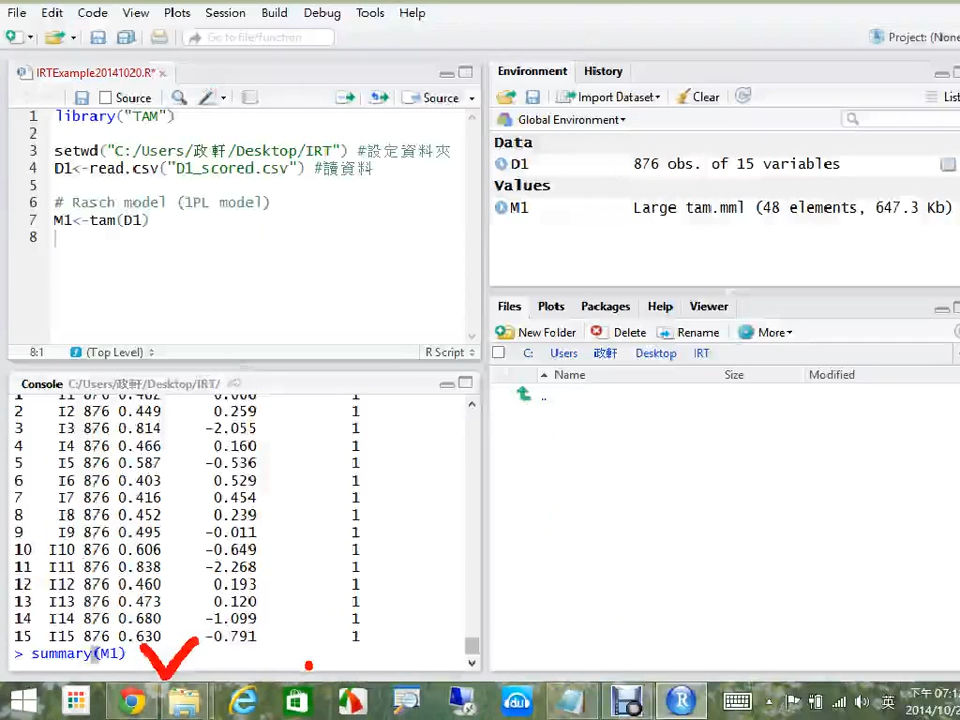 File Edit Code View Plots Session Build Debug Tools Help
Go to file/function
Project: (None
IRTExample20141020.R*
Source
Source
1 library("TAM")
2
3 setwd("C:/Users/政軒/Desktop/IRT") #設定資料夾
4 D1<-read.csv("D1_scored.csv") #讀資料
5
6 # Rasch model (1PL model)
7 M1<-tam(D1)
8
8:1 (Top Level) R Script
Console C:/Users/政軒/Desktop/IRT/
2 I2 876 0.449 0.259 1
3 I3 876 0.814 -2.055 1
4 I4 876 0.466 0.160 1
5 I5 876 0.587 -0.536 1
6 I6 876 0.403 0.529 1
7 I7 876 0.416 0.454 1
8 I8 876 0.452 0.239 1
9 I9 876 0.495 -0.011 1
10 I10 876 0.606 -0.649 1
11 I11 876 0.838 -2.268 1
12 I12 876 0.460 0.193 1
13 I13 876 0.473 0.120 1
14 I14 876 0.680 -1.099 1
15 I15 876 0.630 -0.791 1
> summary(M1)
Environment History
Import Dataset Clear List
Global Environment
Data
D1 876 obs. of 15 variables
Values
M1 Large tam.mml (48 elements, 647.3 Kb)
Files Plots Packages Help Viewer
New Folder Delete Rename More
C: Users 政軒 Desktop IRT
Name Size Modified
..
du
R
英
下午 07:1
2014/10/2